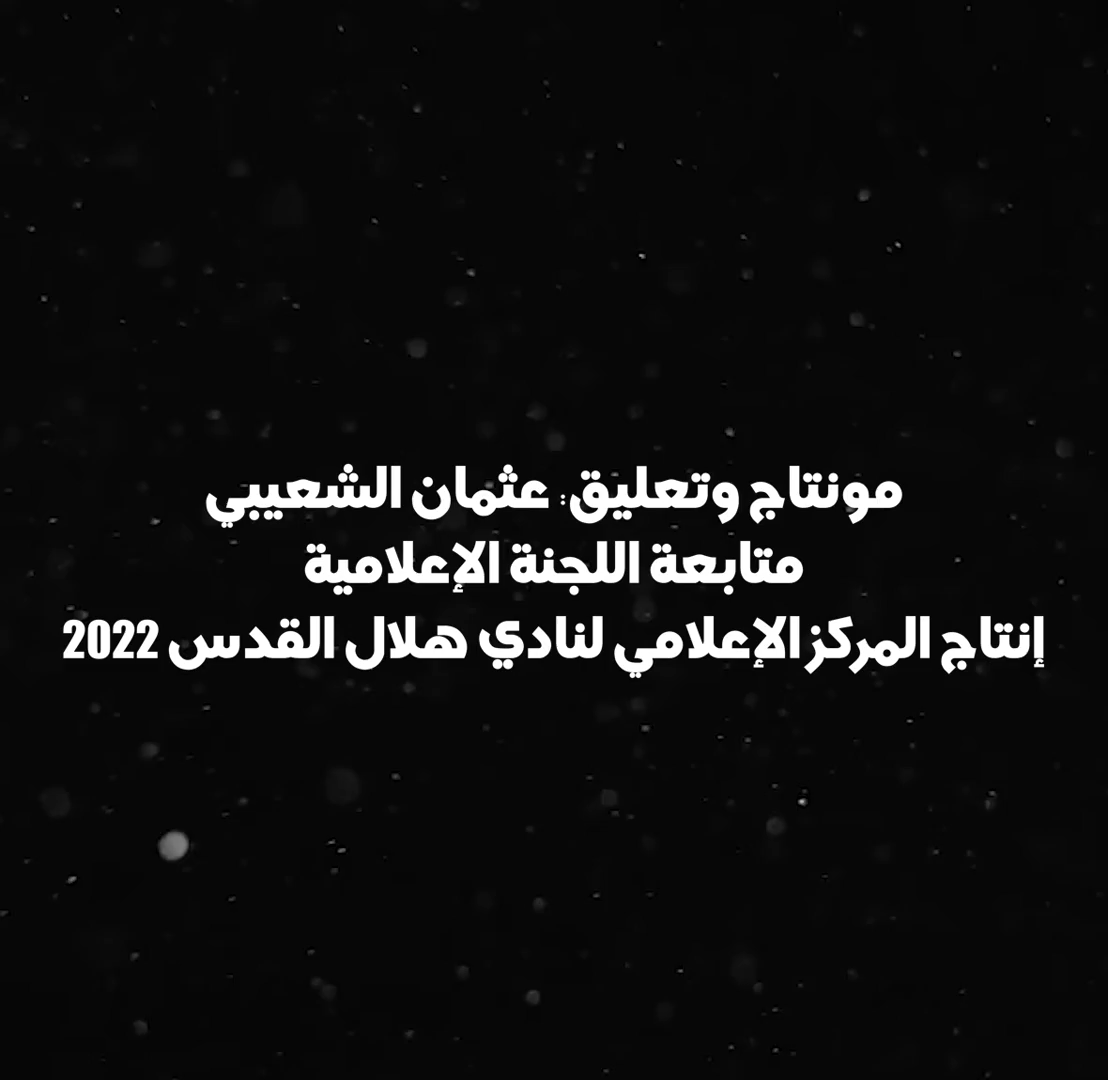 مونتاج وتعليق: عثمان الشعيبي
متابعة اللجنة الإعلامية
إنتاج المركز الإعلامي لنادي هلال القدس 2022